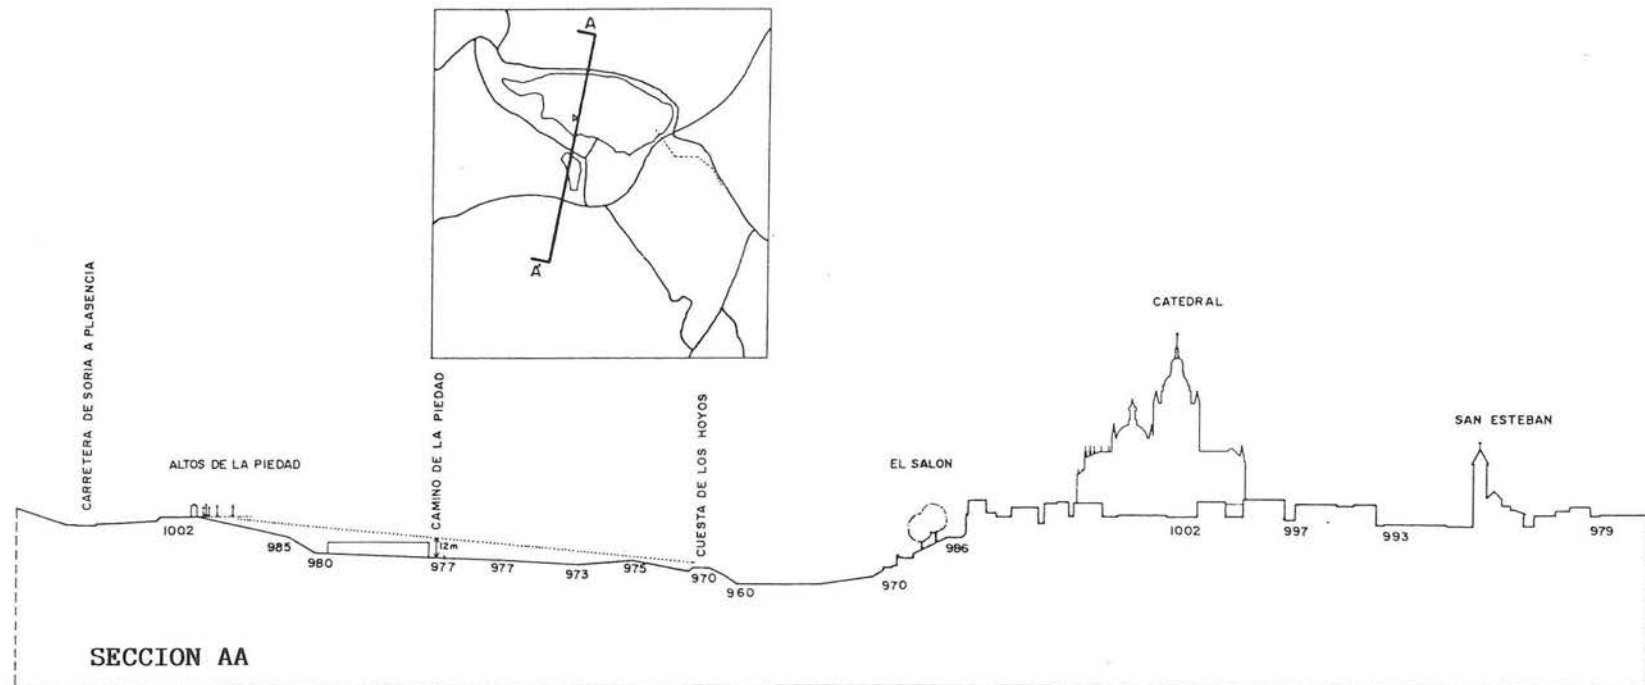 A
A'
CARRETERA DE SORIA A PLASENCIA
ALTOS DE LA PIEDAD
CAMINO DE LA PIEDAD
CUESTA DE LOS HOYOS
EL SALON
CATEDRAL
SAN ESTEBAN
1002
985
980
12m
977
977
973
975
970
960
970
986
1002
997
993
979
SECCION AA